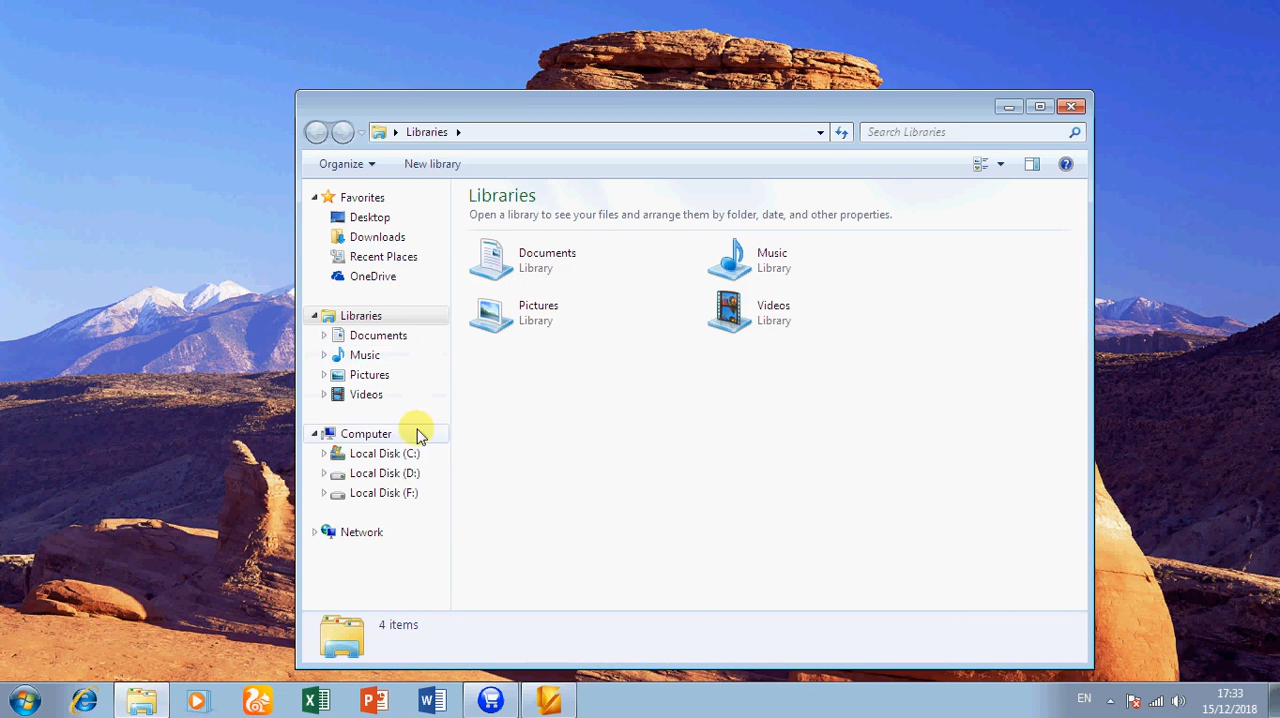 Libraries
Search Libraries
Organize
New library
Favorites
Desktop
Downloads
Recent Places
OneDrive
Libraries
Documents
Music
Pictures
Videos
Computer
Local Disk (C:)
Local Disk (D:)
Local Disk (F:)
Network
Libraries
Open a library to see your files and arrange them by folder, date, and other properties.
Documents
Library
Music
Library
Pictures
Library
Videos
Library
4 items
EN
17:33
15/12/2018